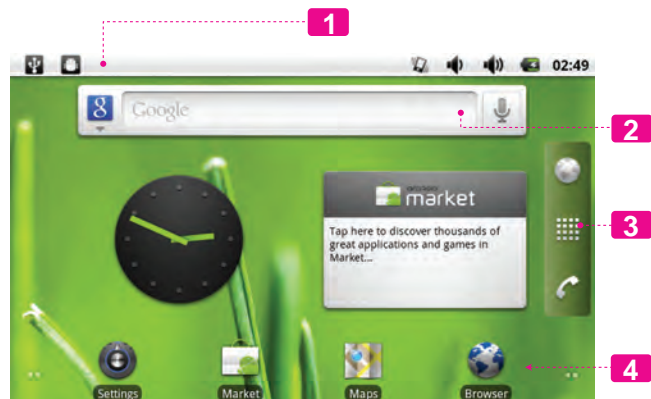 1
02:49
8 Google
2
android
market
3
Tap here to discover thousands of
great applications and games in
Market...
4
Settings Market Maps Browser